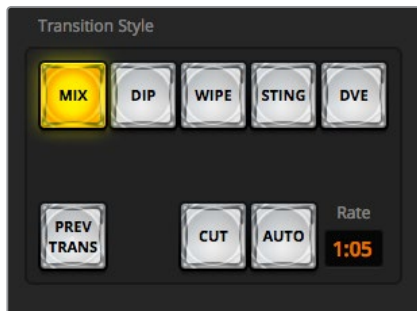 Transition Style
MIX DIP WIPE STING DVE
PREV
TRANS
CUT AUTO
Rate
1:05